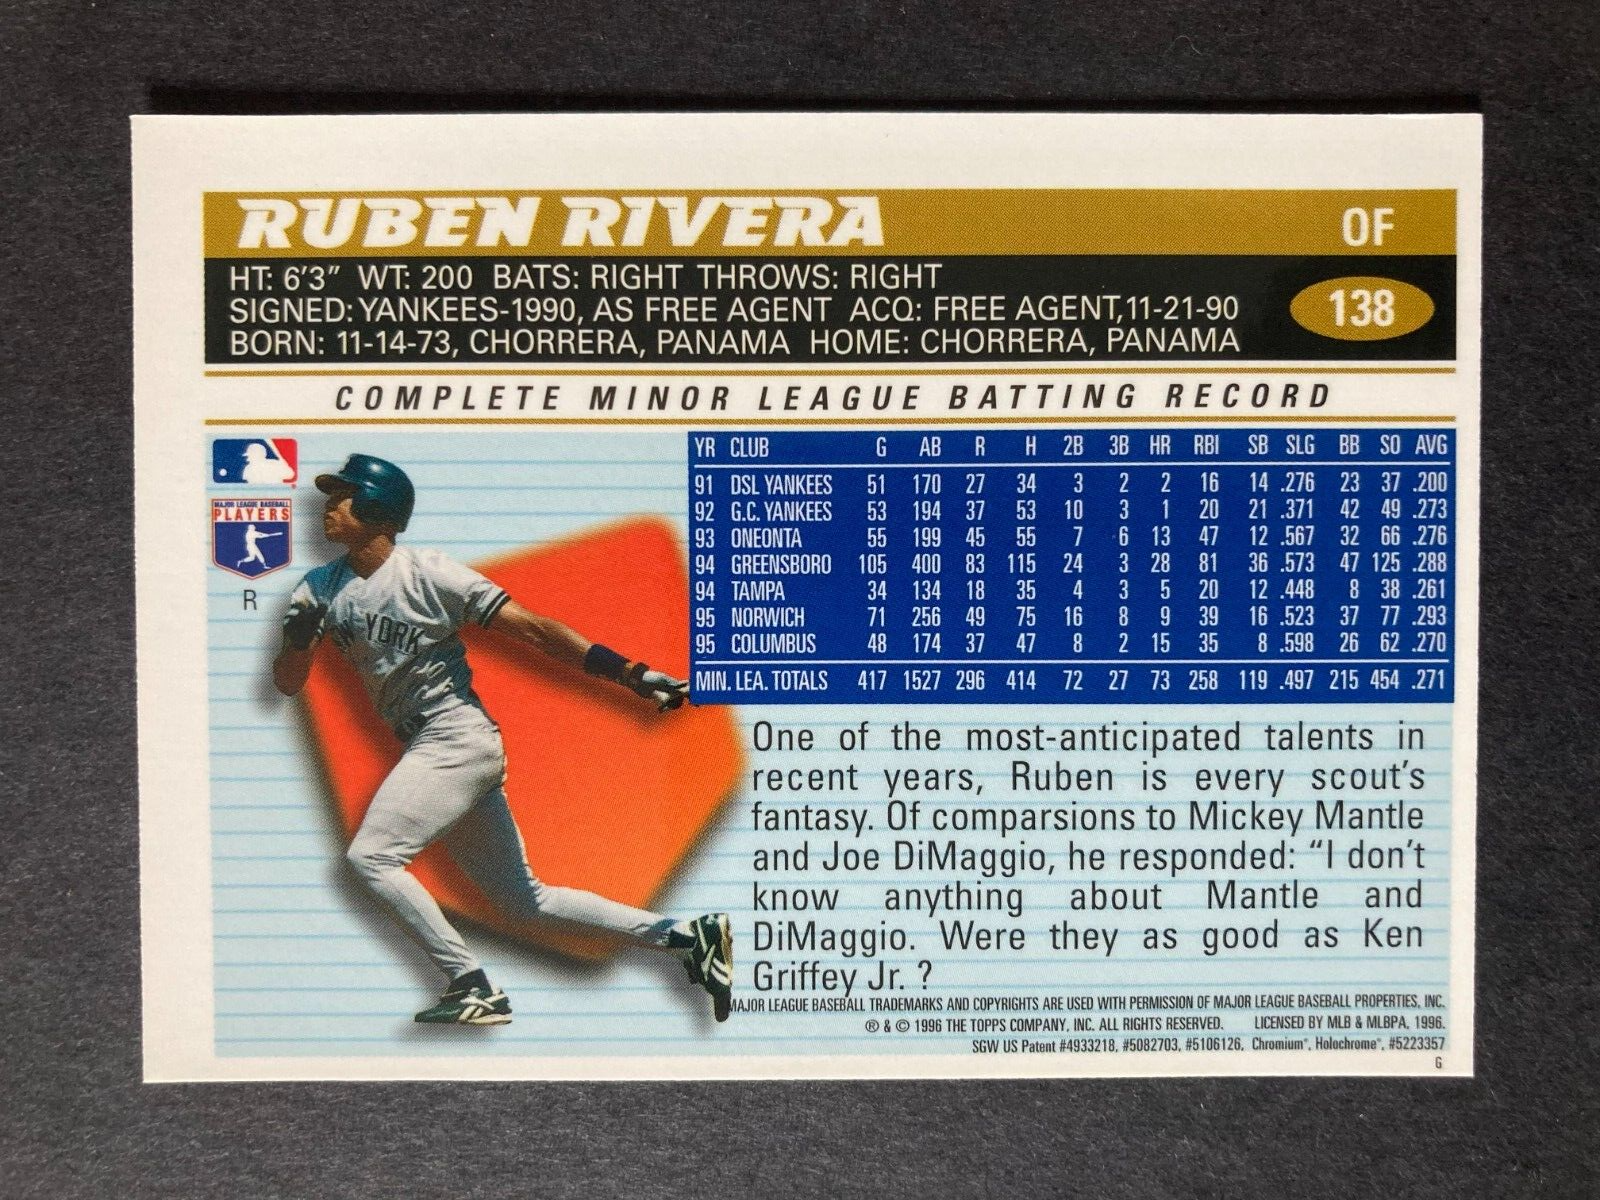 RUBEN RIVERA OF
HT: 6'3" WT: 200 BATS: RIGHT THROWS: RIGHT
SIGNED: YANKEES-1990, AS FREE AGENT ACQ: FREE AGENT, 11-21-90
138
BORN: 11-14-73, CHORRERA, PANAMA HOME: CHORRERA, PANAMA
COMPLETE MINOR LEAGUE BATTING RECORD
MAJOR LEAGUE BASEBALL
PLAYERS
R
NEW YORK
YR CLUB G AB R H 2B 3B HR RBI SB SLG BB SO AVG
91 DSL YANKEES 51 170 27 34 3 2 2 16 14 .276 23 37 .200
92 G.C. YANKEES 53 194 37 53 10 3 1 20 21 .371 42 49 .273
93 ONEONTA 55 199 45 55 7 6 13 47 12 .567 32 66 .276
94 GREENSBORO 105 400 83 115 24 3 28 81 36 .573 47 125 .288
94 TAMPA 34 134 18 35 4 3 5 20 12 .448 8 38 .261
95 NORWICH 71 256 49 75 16 8 9 39 16 .523 37 77 .293
95 COLUMBUS 48 174 37 47 8 2 15 35 8 .598 26 62 .270
MIN. LEA. TOTALS 417 1527 296 414 72 27 73 258 119 .497 215 454 .271
One of the most-anticipated talents in
recent years, Ruben is every scout's
fantasy. Of comparsions to Mickey Mantle
and Joe DiMaggio, he responded: "I don't
know anything about Mantle and
DiMaggio. Were they as good as Ken
Griffey Jr. ?
MAJOR LEAGUE BASEBALL TRADEMARKS AND COPYRIGHTS ARE USED WITH PERMISSION OF MAJOR LEAGUE BASEBALL PROPERTIES, INC.
® & © 1996 THE TOPPS COMPANY, INC. ALL RIGHTS RESERVED. LICENSED BY MLB & MLBPA, 1996.
SGW US Patent #4933218, #5082703, #5106126, Chromium®, Holochrome®, #5223357
G